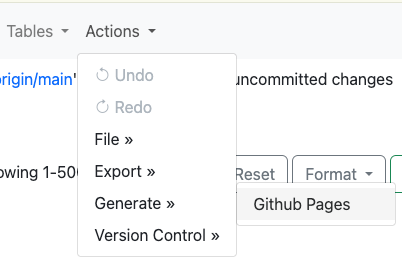 Tables Actions
Undo
origin/main' uncommitted changes
Redo
File »
Export »
owing 1-50 Reset Format
Generate » Github Pages
Version Control »